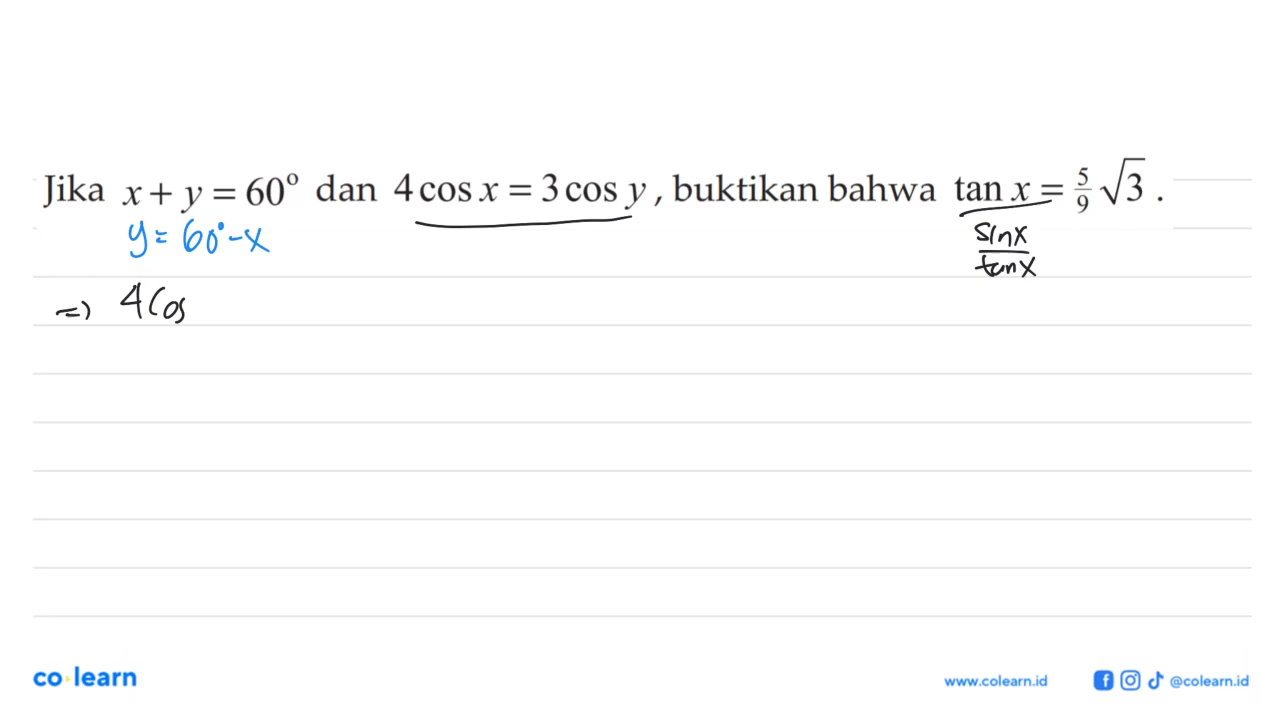 Jika x + y = 60° dan 4 cos x = 3 cos y, buktikan bahwa tan x = 5/9 √3.
y = 60° - x
sin x
tan x
=> 4 Cos
co·learn
www.colearn.id
@colearn.id